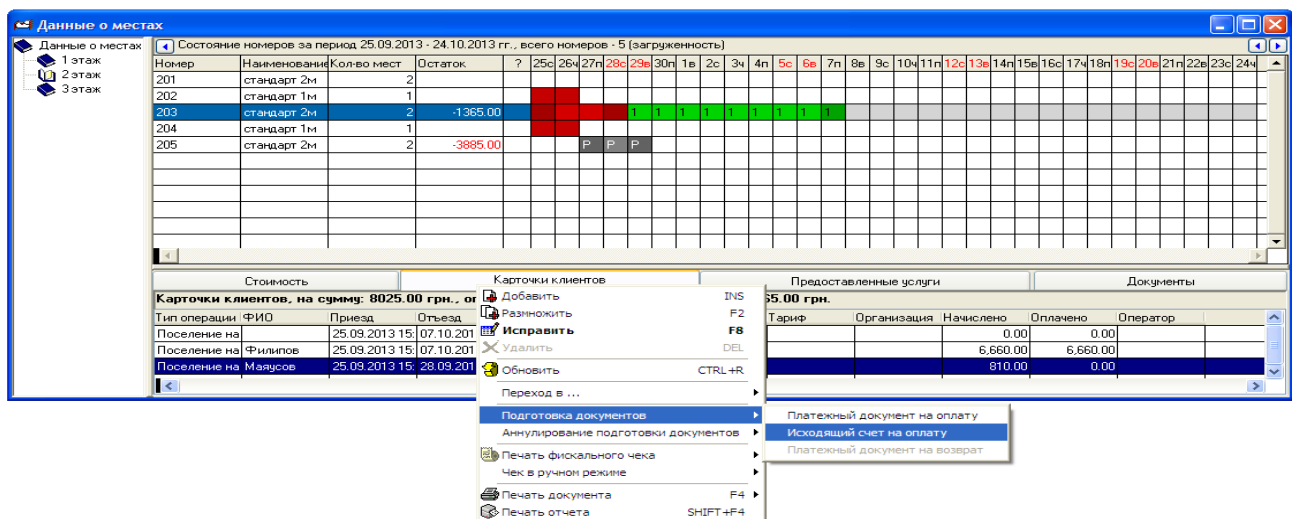 Данные о местах
Данные о местах
1 этаж
2 этаж
3 этаж
Состояние номеров за период 25.09.2013 - 24.10.2013 гг., всего номеров - 5 (загруженность)
Номер Наименование Кол-во мест Остаток ? 25с 26ч 27п 28с 29в 30п 1в 2с 3ч 4п 5с 6в 7п 8в 9с 10ч 11п 12с 13в 14п 15в 16с 17ч 18п 19с 20в 21п 22в 23с 24ч
201 стандарт 2м 2
202 стандарт 1м 1
203 стандарт 2м 2 -1365.00 1 1 1 1 1 1 1 1 1
204 стандарт 1м 1
205 стандарт 2м 2 -3885.00 Р Р Р
Стоимость Карточки клиентов Предоставленные услуги Документы
Карточки клиентов, на сумму: 8025.00 грн., 5.00 грн.
Тип операции ФИО Приезд Отъезд Тариф Организация Начислено Оплачено Оператор
Поселение на 25.09.2013 15: 07.10.201 0.00 0.00
Поселение на Филипов 25.09.2013 15: 07.10.201 6,660.00 6,660.00
Поселение на Маяусов 25.09.2013 15: 28.09.201 810.00 0.00
Добавить INS
Размножить F2
Исправить F8
Удалить DEL
Обновить CTRL+R
Переход в ...
Подготовка документов
Аннулирование подготовки документов
Печать фискального чека
Чек в ручном режиме
Печать документа F4
Печать отчета SHIFT+F4
Платежный документ на оплату
Исходящий счет на оплату
Платежный документ на возврат